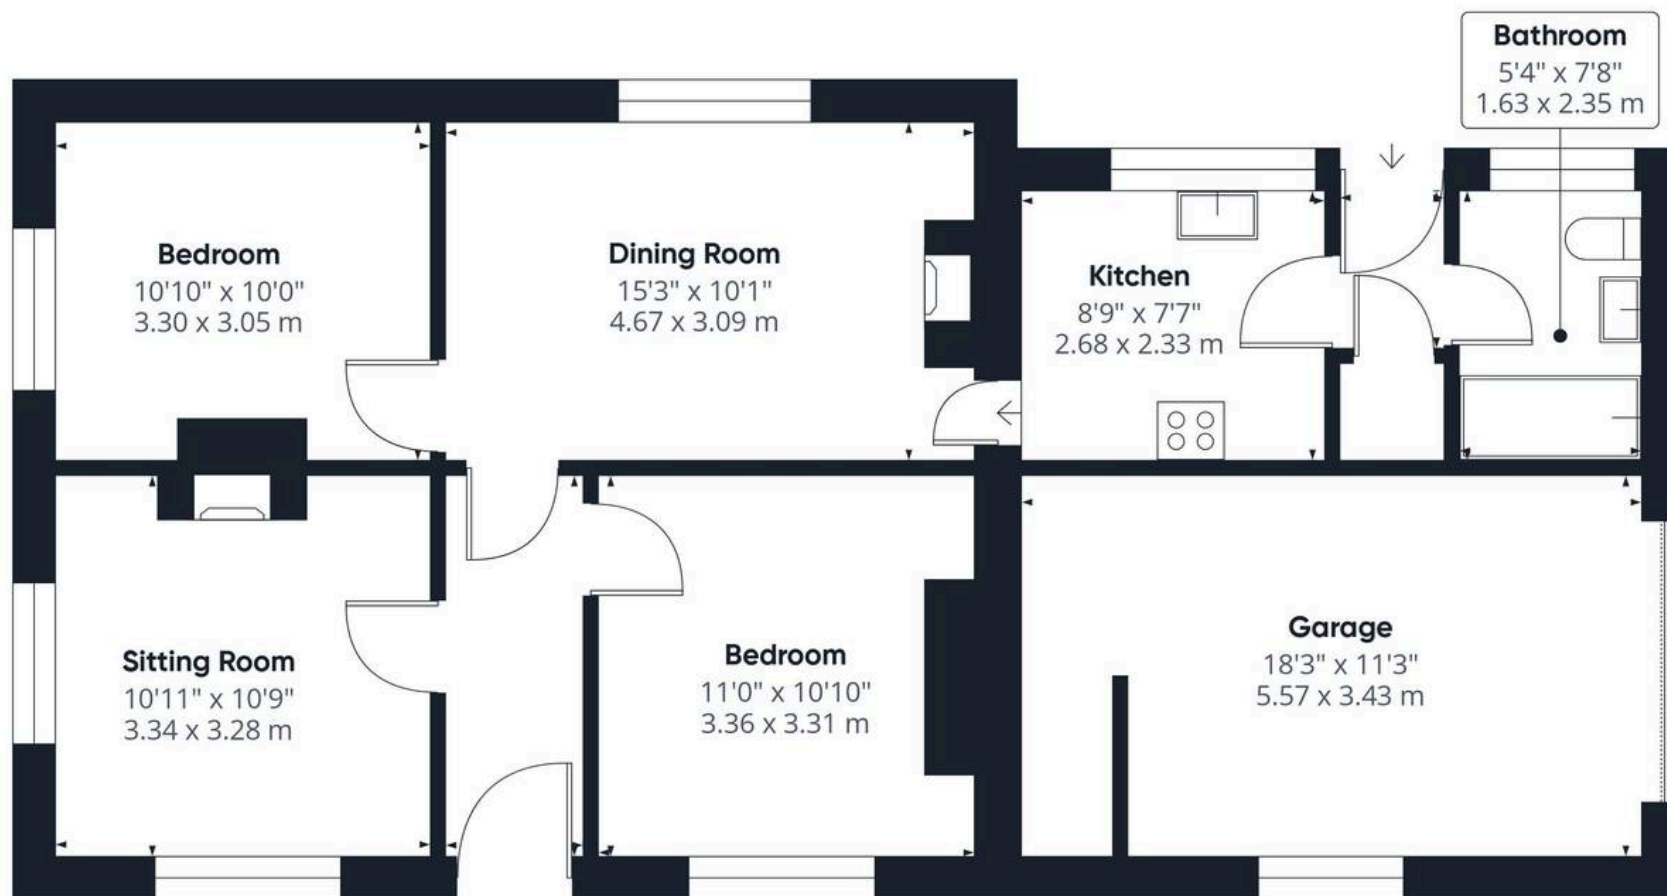 Bathroom
5'4" x 7'8"
1.63 x 2.35 m
Bedroom
10'10" x 10'0"
3.30 x 3.05 m
Dining Room
15'3" x 10'1"
4.67 x 3.09 m
Kitchen
8'9" x 7'7"
2.68 x 2.33 m
Sitting Room
10'11" x 10'9"
3.34 x 3.28 m
Bedroom
11'0" x 10'10"
3.36 x 3.31 m
Garage
18'3" x 11'3"
5.57 x 3.43 m